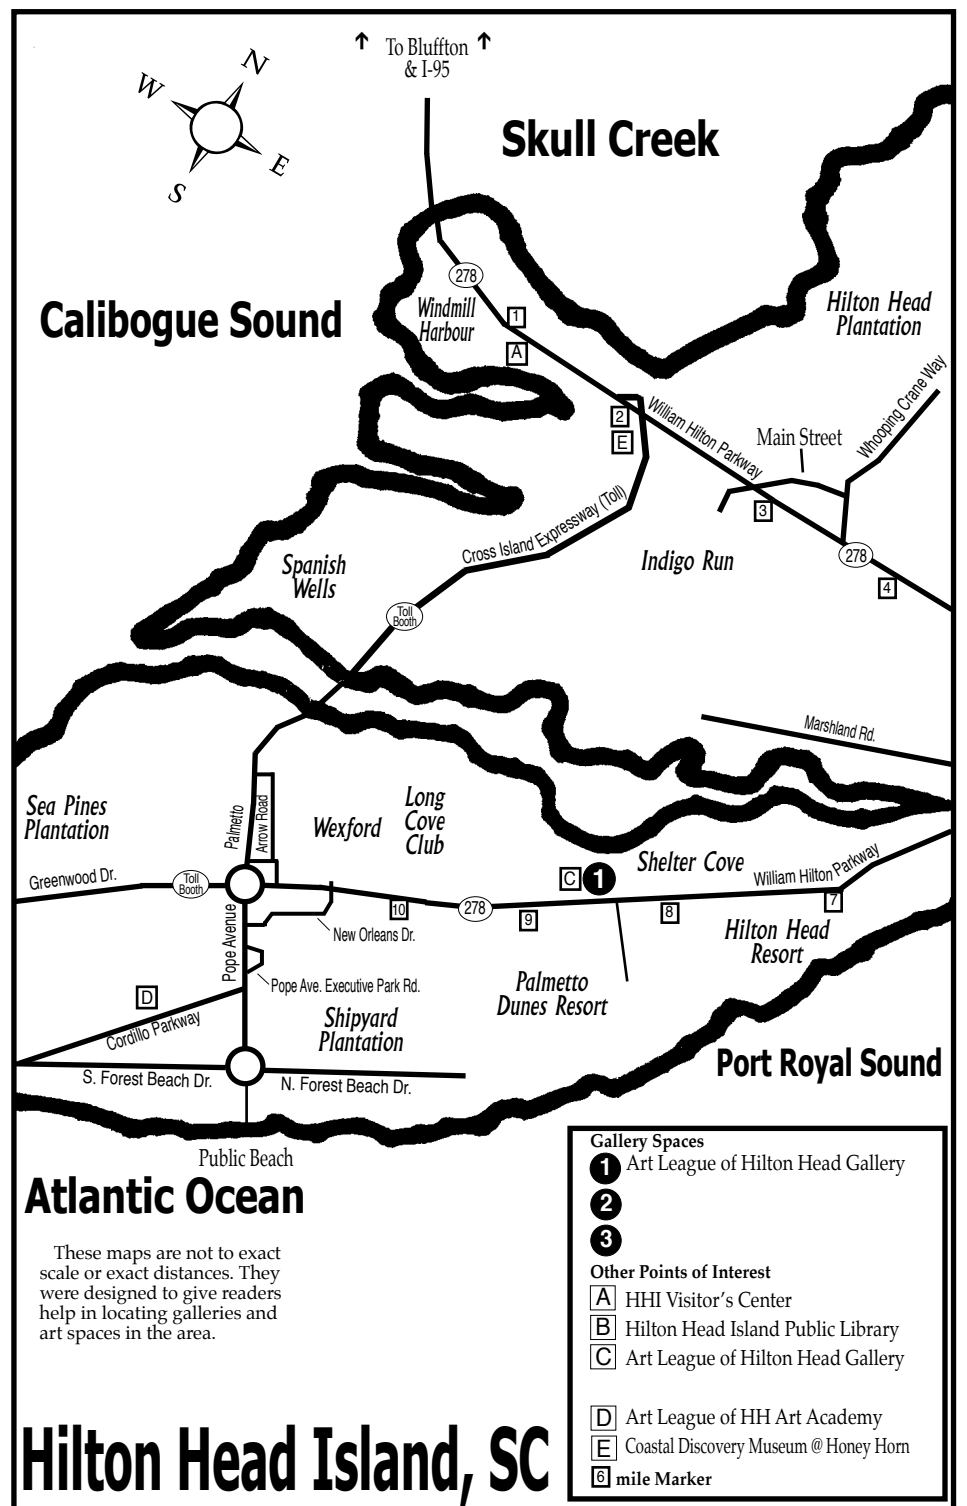 To Bluffton
& I-95
N
W
E
S
Skull Creek
278
Calibogue Sound
Windmill
Harbour
1
A
Hilton Head
Plantation
2
E
William Hilton Parkway
Main Street
Whooping Crane Way
3
Cross Island Expressway (Toll)
Indigo Run
278
4
Spanish
Wells
Toll
Booth
Marshland Rd.
Sea Pines
Plantation
Palmetto
Arrow Road
Wexford
Long
Cove
Club
Shelter Cove
C
1
William Hilton Parkway
Greenwood Dr.
Toll
Booth
10
278
9
8
7
Pope Avenue
New Orleans Dr.
Hilton Head
Resort
Pope Ave. Executive Park Rd.
Palmetto
Dunes Resort
D
Cordillo Parkway
Shipyard
Plantation
Port Royal Sound
S. Forest Beach Dr.
N. Forest Beach Dr.
Public Beach
Atlantic Ocean
These maps are not to exact
scale or exact distances. They
were designed to give readers
help in locating galleries and
art spaces in the area.
Gallery Spaces
1 Art League of Hilton Head Gallery
2
3
Other Points of Interest
A HHI Visitor's Center
B Hilton Head Island Public Library
C Art League of Hilton Head Gallery
D Art League of HH Art Academy
E Coastal Discovery Museum @ Honey Horn
6 mile Marker
Hilton Head Island, SC